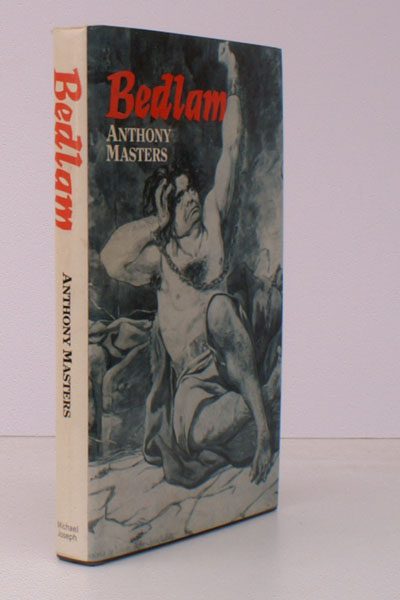 Bedlam
ANTHONY
MASTERS
Bedlam
ANTHONY MASTERS
Michael
Joseph